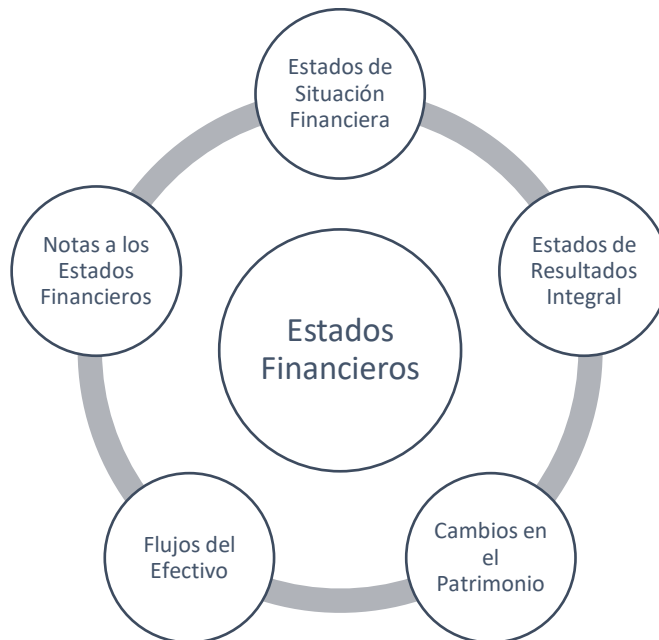 Estados de
Situación
Financiera
Estados de
Resultados
Integral
Cambios en
el
Patrimonio
Flujos del
Efectivo
Notas a los
Estados
Financieros
Estados
Financieros